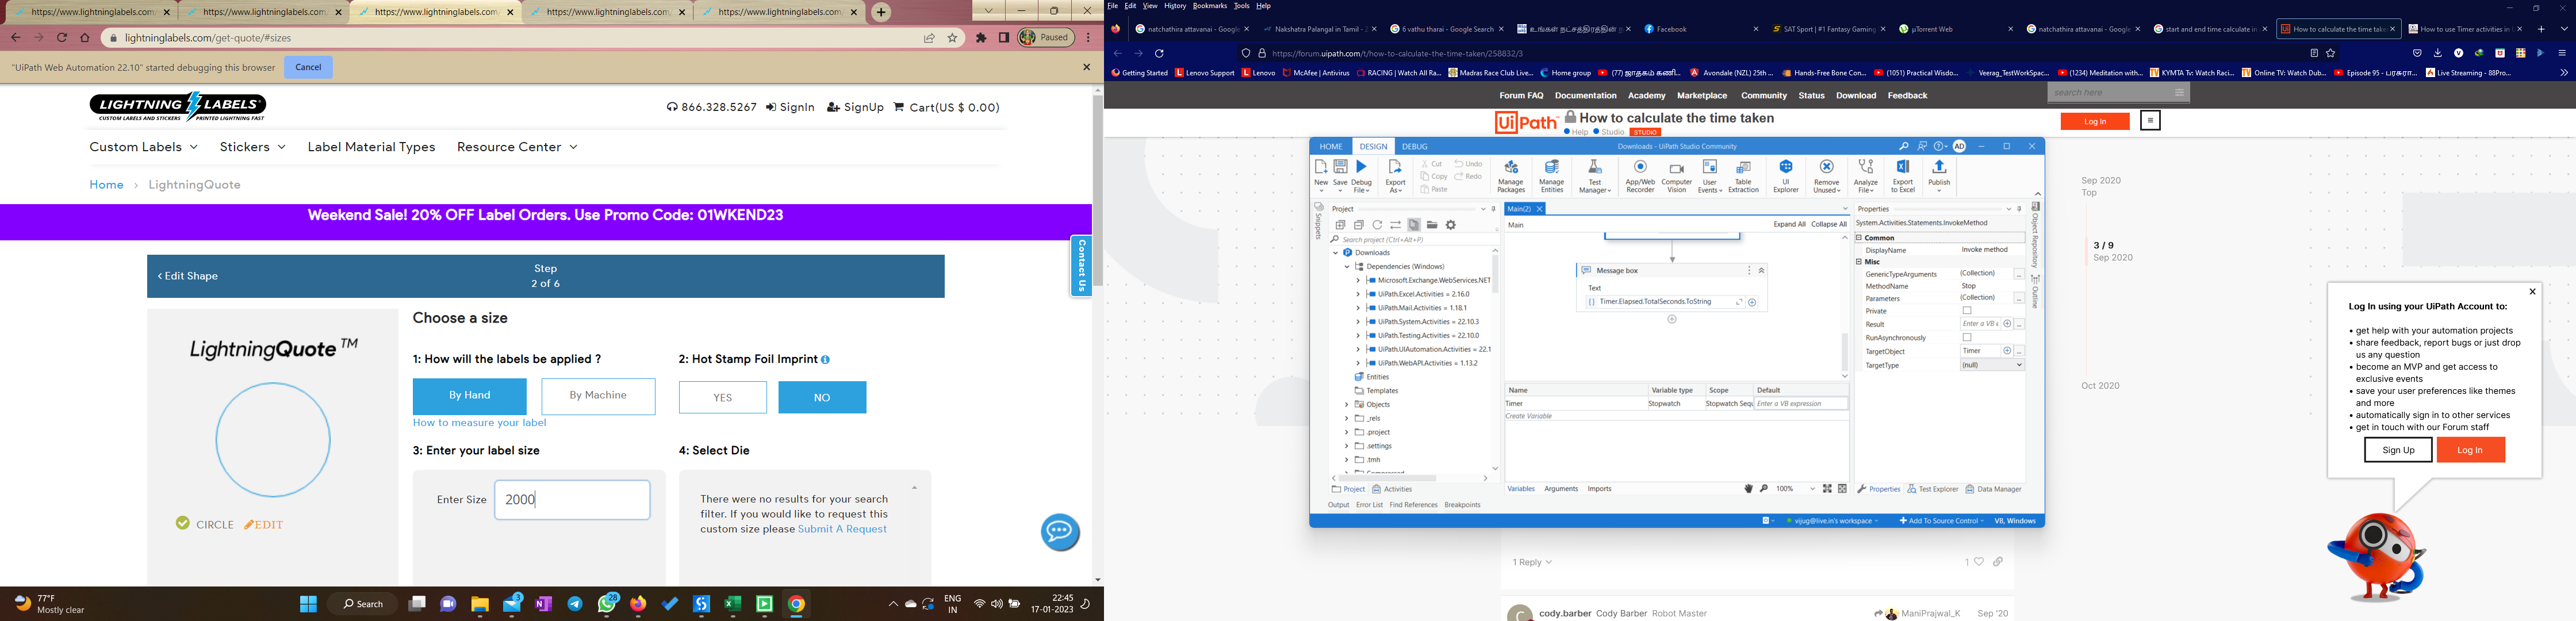 https://www.lightninglabels.com/
https://www.lightninglabels.com/
https://www.lightninglabels.com/
https://www.lightninglabels.com/
https://www.lightninglabels.com/
lightninglabels.com/get-quote/#sizes
Paused
"UiPath Web Automation 22.10" started debugging this browser
Cancel
LIGHTNING LABELS®
CUSTOM LABELS AND STICKERS PRINTED LIGHTNING FAST
866.328.5267 SignIn SignUp Cart(US $ 0.00)
Custom Labels Stickers Label Material Types Resource Center
Home > LightningQuote
Weekend Sale! 20% OFF Label Orders. Use Promo Code: 01WKEND23
Contact Us
< Edit Shape
Step
2 of 6
LightningQuote™
CIRCLE EDIT
Choose a size
1: How will the labels be applied ?
By Hand By Machine
How to measure your label
2: Hot Stamp Foil Imprint
YES NO
3: Enter your label size
Enter Size 2000
4: Select Die
There were no results for your search
filter. If you would like to request this
custom size please Submit A Request
77°F
Mostly clear
Search
3
28
ENG
IN
22:45
17-01-2023
File Edit View History Bookmarks Tools Help
natchathira attavanai - Google
Nakshatra Palangal in Tamil - 2
6 vathu tharai - Google Search
Facebook
SAT Sport | #1 Fantasy Gaming
µTorrent Web
natchathira attavanai - Google
start and end time calculate in
How to calculate the time take
How to use Timer activities in U
https://forum.uipath.com/t/how-to-calculate-the-time-taken/258832/3
Getting Started
Lenovo Support
Lenovo
McAfee | Antivirus
RACING | Watch All Ra...
Madras Race Club Live...
Home group
(77) ஜாதகம் கணி...
Avondale (NZL) 25th ...
Hands-Free Bone Con...
(1051) Practical Wisdo...
Veerag_TestWorkSpac...
(1234) Meditation with...
KYMTA Tv: Watch Raci...
Online TV: Watch Dub...
Live Streaming - 88Pro...
Forum FAQ Documentation Academy Marketplace Community Status Download Feedback
search here
UiPath
How to calculate the time taken
Help Studio STUDIO
Log In
HOME DESIGN DEBUG
Downloads - UiPath Studio Community
AD
New
Save
Debug
File
Export
As
Cut
Copy
Paste
Undo
Redo
Manage
Packages
Manage
Entities
Test
Manager
App/Web
Recorder
Computer
Vision
User
Events
Table
Extraction
UI
Explorer
Remove
Unused
Analyze
File
Export
to Excel
Publish
Snippets
Project
Search project (Ctrl+Alt+P)
Downloads
Dependencies (Windows)
Microsoft.Exchange.WebServices.NET
UiPath.Excel.Activities = 2.16.0
UiPath.Mail.Activities = 1.18.1
UiPath.System.Activities = 22.10.3
UiPath.Testing.Activities = 22.10.0
UiPath.UIAutomation.Activities = 22.1
UiPath.WebAPI.Activities = 1.13.2
Entities
Templates
Objects
_rels
.project
.settings
.tmh
Project Activities
Output Error List Find References Breakpoints
Main(2)
Main
Expand All Collapse All
Message box
Text
Timer.Elapsed.TotalSeconds.ToString
Name Variable type Scope Default
Timer Stopwatch Stopwatch Sequ Enter a VB expression
Create Variable
Variables Arguments Imports
100%
Properties
System.Activities.Statements.InvokeMethod
Common
DisplayName Invoke method
Misc
GenericTypeArguments (Collection)
MethodName Stop
Parameters (Collection)
Private
Result Enter a VB e
RunAsynchronously
TargetObject Timer
TargetType (null)
Properties Test Explorer Data Manager
Object Repository
Outline
vijug@live.in's workspace
Add To Source Control
VB, Windows
1 Reply
1
cody.barber Cody Barber Robot Master
ManiPrajwal_K Sep '20
Sep 2020
Top
3 / 9
Sep 2020
Oct 2020
Log In using your UiPath Account to:
• get help with your automation projects
• share feedback, report bugs or just drop
us any question
• become an MVP and get access to
exclusive events
• save your user preferences like themes
and more
• automatically sign in to other services
• get in touch with our Forum staff
Sign Up Log In